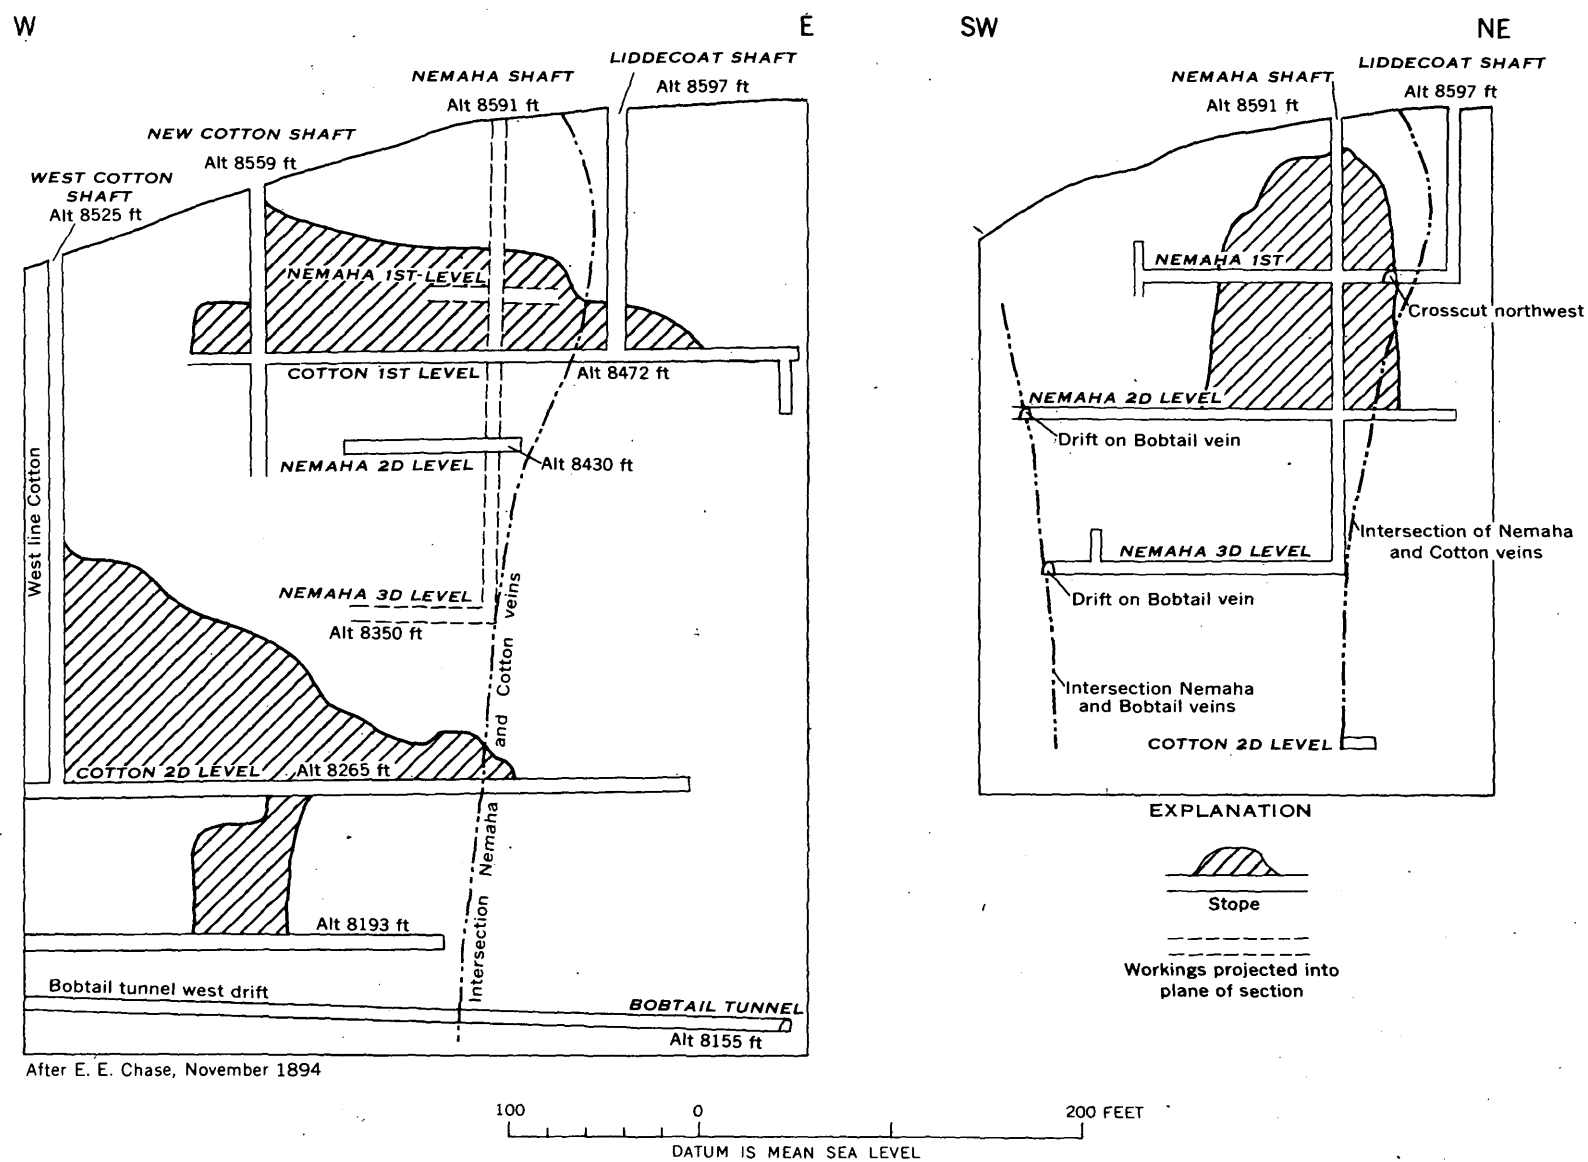 W
E
LIDDECOAT SHAFT
Alt 8597 ft
NEMAHA SHAFT
Alt 8591 ft
NEW COTTON SHAFT
Alt 8559 ft
WEST COTTON
SHAFT
Alt 8525 ft
NEMAHA 1ST LEVEL
COTTON 1ST LEVEL
Alt 8472 ft
NEMAHA 2D LEVEL
Alt 8430 ft
West line Cotton
NEMAHA 3D LEVEL
Alt 8350 ft
Intersection Nemaha and Cotton veins
COTTON 2D LEVEL
Alt 8265 ft
Alt 8193 ft
Bobtail tunnel west drift
BOBTAIL TUNNEL
Alt 8155 ft
After E. E. Chase, November 1894
SW
NE
LIDDECOAT SHAFT
Alt 8597 ft
NEMAHA SHAFT
Alt 8591 ft
NEMAHA 1ST
Crosscut northwest
NEMAHA 2D LEVEL
Drift on Bobtail vein
Intersection of Nemaha
and Cotton veins
NEMAHA 3D LEVEL
Drift on Bobtail vein
Intersection Nemaha
and Bobtail veins
COTTON 2D LEVEL
EXPLANATION
Stope
Workings projected into
plane of section
100 0 200 FEET
DATUM IS MEAN SEA LEVEL